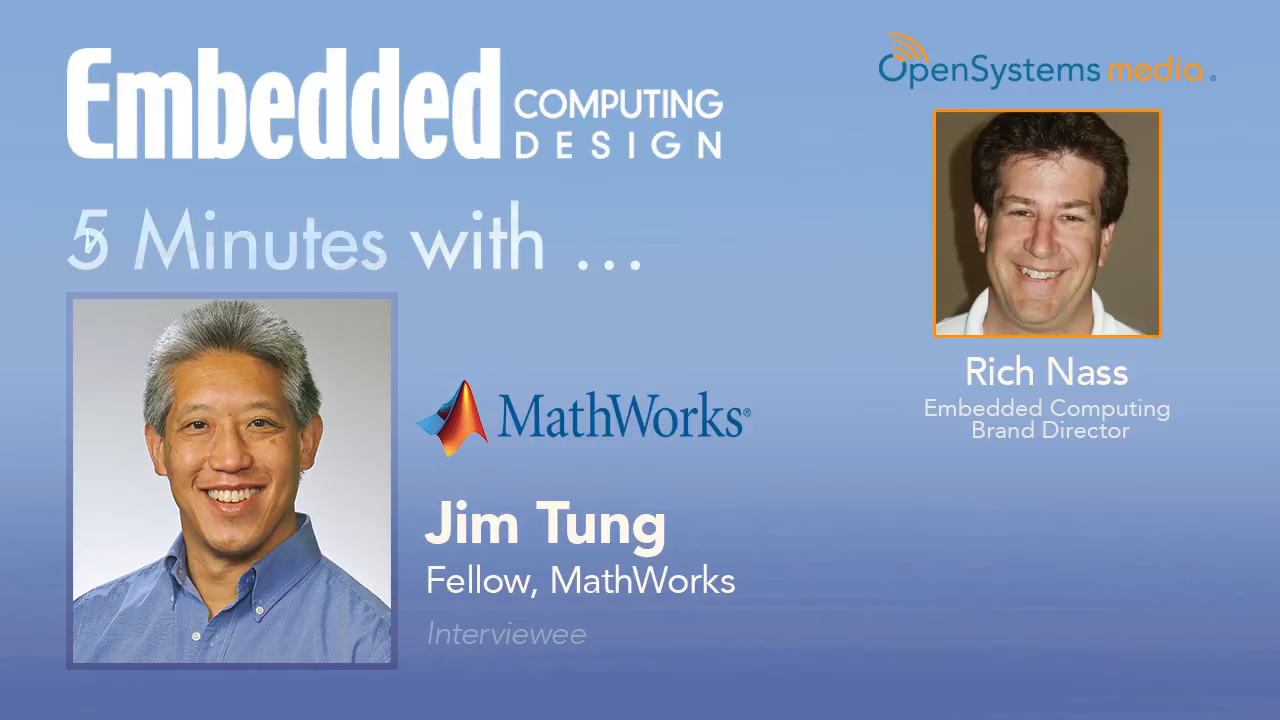 Embedded COMPUTING DESIGN
OpenSystems media
5 Minutes with ...
Rich Nass
Embedded Computing
Brand Director
MathWorks®
Jim Tung
Fellow, MathWorks
Interviewee